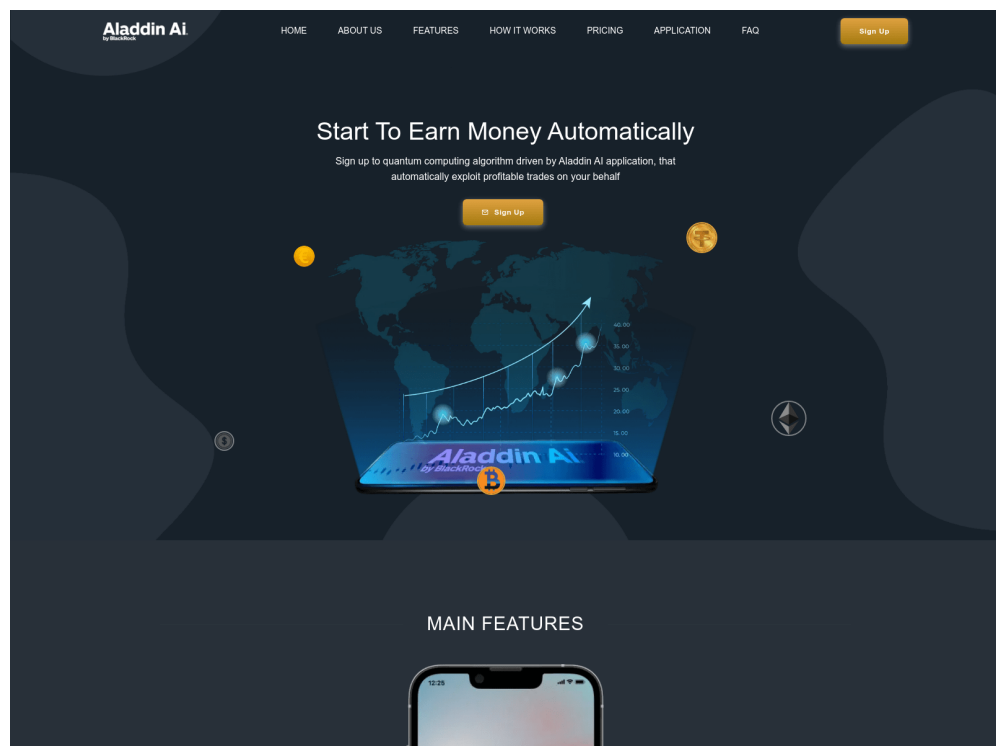 Aladdin Ai
by BlackRock
HOME
ABOUT US
FEATURES
HOW IT WORKS
PRICING
APPLICATION
FAQ
Sign Up
Start To Earn Money Automatically
Sign up to quantum computing algorithm driven by Aladdin AI application, that
automatically exploit profitable trades on your behalf
Sign Up
40.00
35.00
30.00
25.00
20.00
15.00
10.00
Aladdin Ai
by BlackRock
MAIN FEATURES
12:25